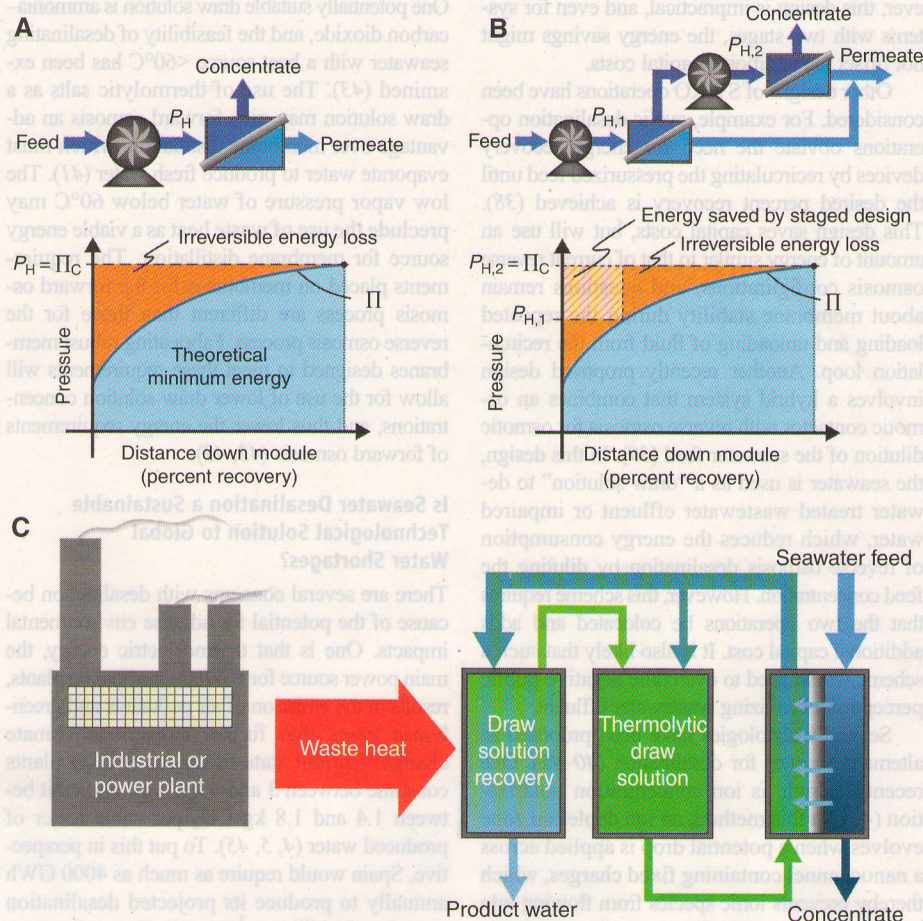 A
Concentrate
P_H
Feed
Permeate
Irreversible energy loss
P_H = Π_C
Π
Pressure
Theoretical
minimum energy
Distance down module
(percent recovery)
B
Concentrate
P_H,2
Permeate
P_H,1
Feed
Energy saved by staged design
Irreversible energy loss
P_H,2 = Π_C
Π
P_H,1
Pressure
Distance down module
(percent recovery)
C
Industrial or
power plant
Waste heat
Seawater feed
Draw
solution
recovery
Thermolytic
draw
solution
Product water
Concentrate